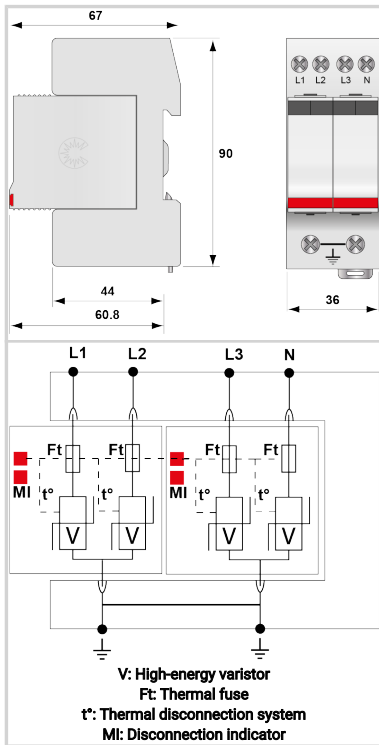 67
L1 L2 L3 N
90
44
60.8
36
L1 L2 L3 N
Ft Ft Ft Ft
MI t° t° MI t° t°
V V V V
V: High-energy varistor
Ft: Thermal fuse
t°: Thermal disconnection system
MI: Disconnection indicator